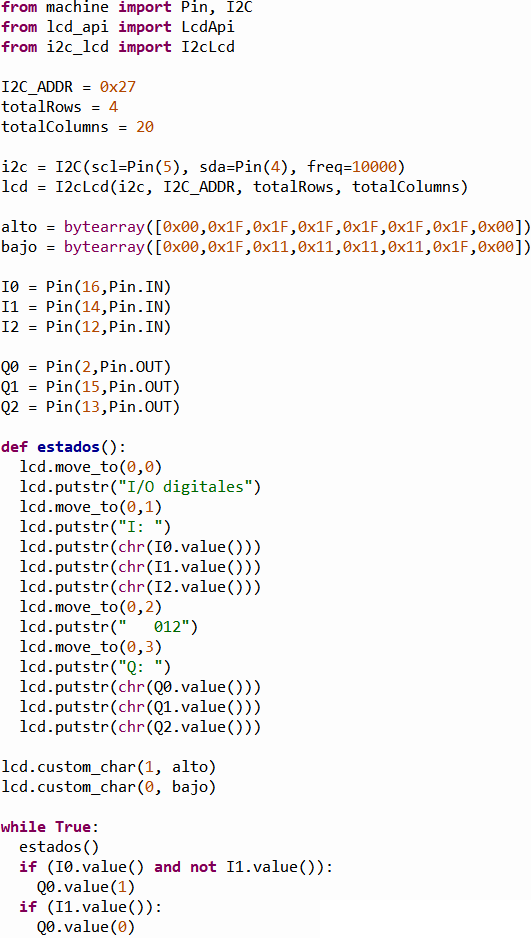 from machine import Pin, I2C
from lcd_api import LcdApi
from i2c_lcd import I2cLcd

I2C_ADDR = 0x27
totalRows = 4
totalColumns = 20

i2c = I2C(scl=Pin(5), sda=Pin(4), freq=10000)
lcd = I2cLcd(i2c, I2C_ADDR, totalRows, totalColumns)

alto = bytearray([0x00,0x1F,0x1F,0x1F,0x1F,0x1F,0x1F,0x00])
bajo = bytearray([0x00,0x1F,0x11,0x11,0x11,0x11,0x1F,0x00])

I0 = Pin(16,Pin.IN)
I1 = Pin(14,Pin.IN)
I2 = Pin(12,Pin.IN)

Q0 = Pin(2,Pin.OUT)
Q1 = Pin(15,Pin.OUT)
Q2 = Pin(13,Pin.OUT)

def estados():
  lcd.move_to(0,0)
  lcd.putstr("I/O digitales")
  lcd.move_to(0,1)
  lcd.putstr("I: ")
  lcd.putstr(chr(I0.value()))
  lcd.putstr(chr(I1.value()))
  lcd.putstr(chr(I2.value()))
  lcd.move_to(0,2)
  lcd.putstr("   012")
  lcd.move_to(0,3)
  lcd.putstr("Q: ")
  lcd.putstr(chr(Q0.value()))
  lcd.putstr(chr(Q1.value()))
  lcd.putstr(chr(Q2.value()))

lcd.custom_char(1, alto)
lcd.custom_char(0, bajo)

while True:
  estados()
  if (I0.value() and not I1.value()):
    Q0.value(1)
  if (I1.value()):
    Q0.value(0)